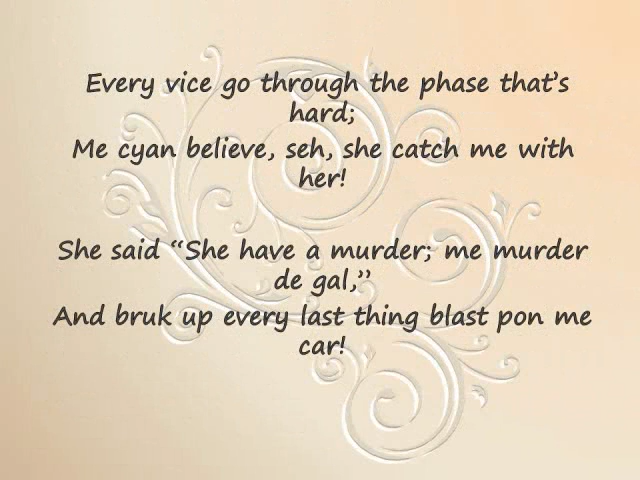 Every vice go through the phase that's
hard;
Me cyan believe, seh, she catch me with
her!
She said “She have a murder; me murder
de gal,”
And bruk up every last thing blast pon me
car!